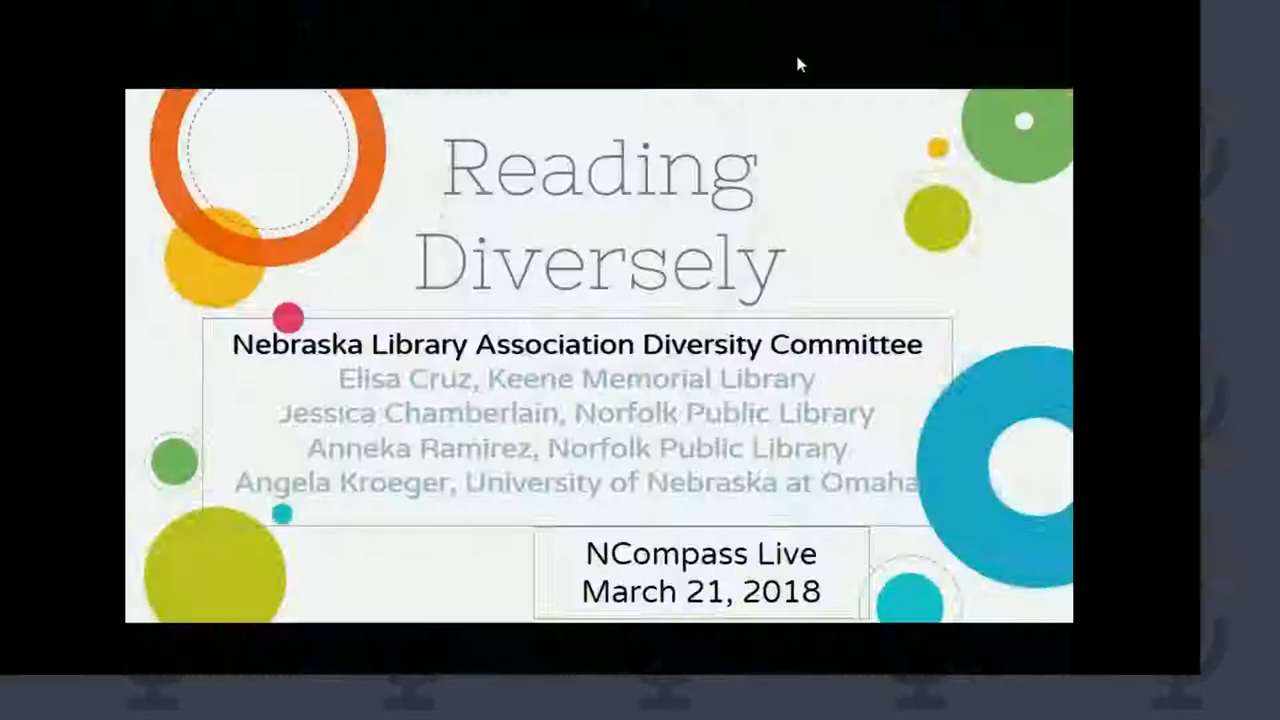 Reading
Diversely
Nebraska Library Association Diversity Committee
Elisa Cruz, Keene Memorial Library
Jessica Chamberlain, Norfolk Public Library
Anneka Ramirez, Norfolk Public Library
Angela Kroeger, University of Nebraska at Omaha
NCompass Live
March 21, 2018